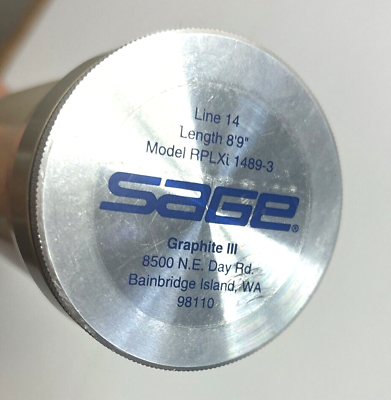 Line 14
Length 8'9"
Model RPLXi 1489-3
SAGE®
Graphite III
8500 N.E. Day Rd.
Bainbridge Island, WA
98110